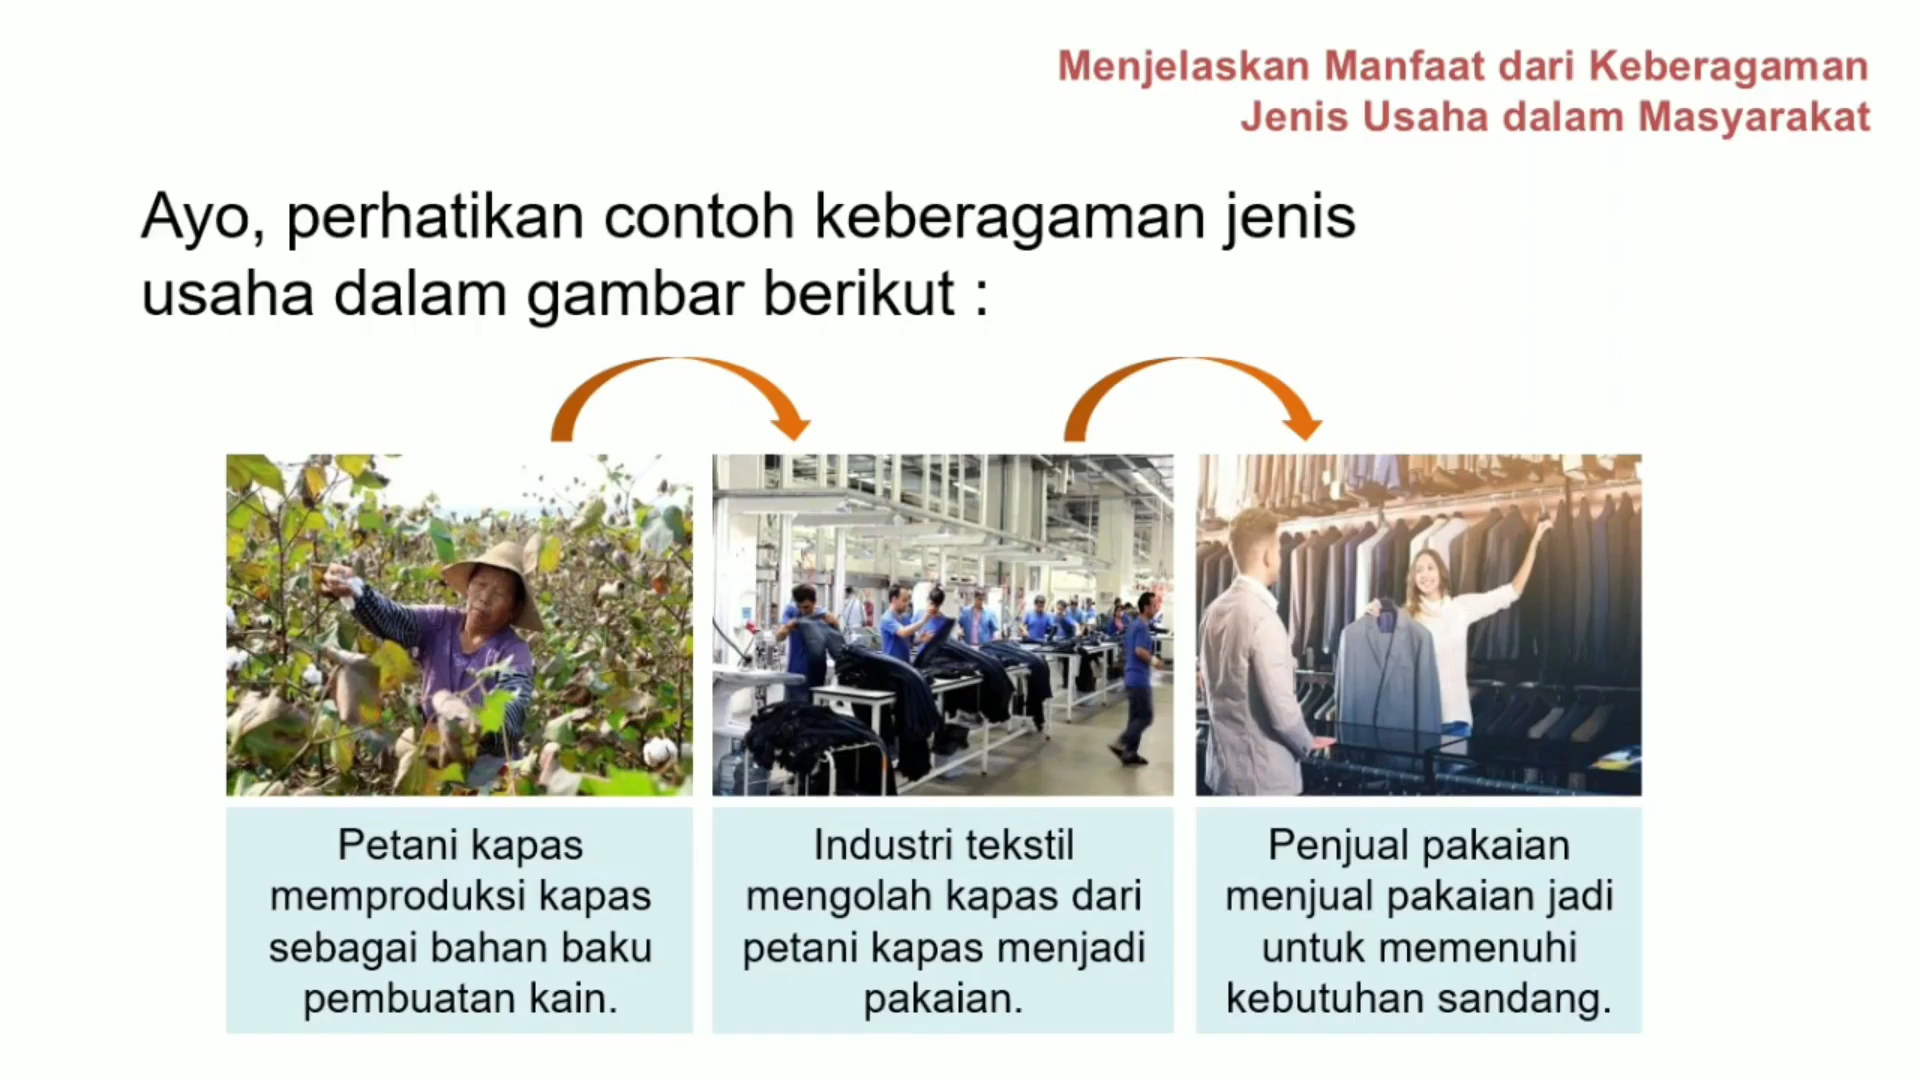 Menjelaskan Manfaat dari Keberagaman
Jenis Usaha dalam Masyarakat
Ayo, perhatikan contoh keberagaman jenis
usaha dalam gambar berikut :
Petani kapas
memproduksi kapas
sebagai bahan baku
pembuatan kain.
Industri tekstil
mengolah kapas dari
petani kapas menjadi
pakaian.
Penjual pakaian
menjual pakaian jadi
untuk memenuhi
kebutuhan sandang.